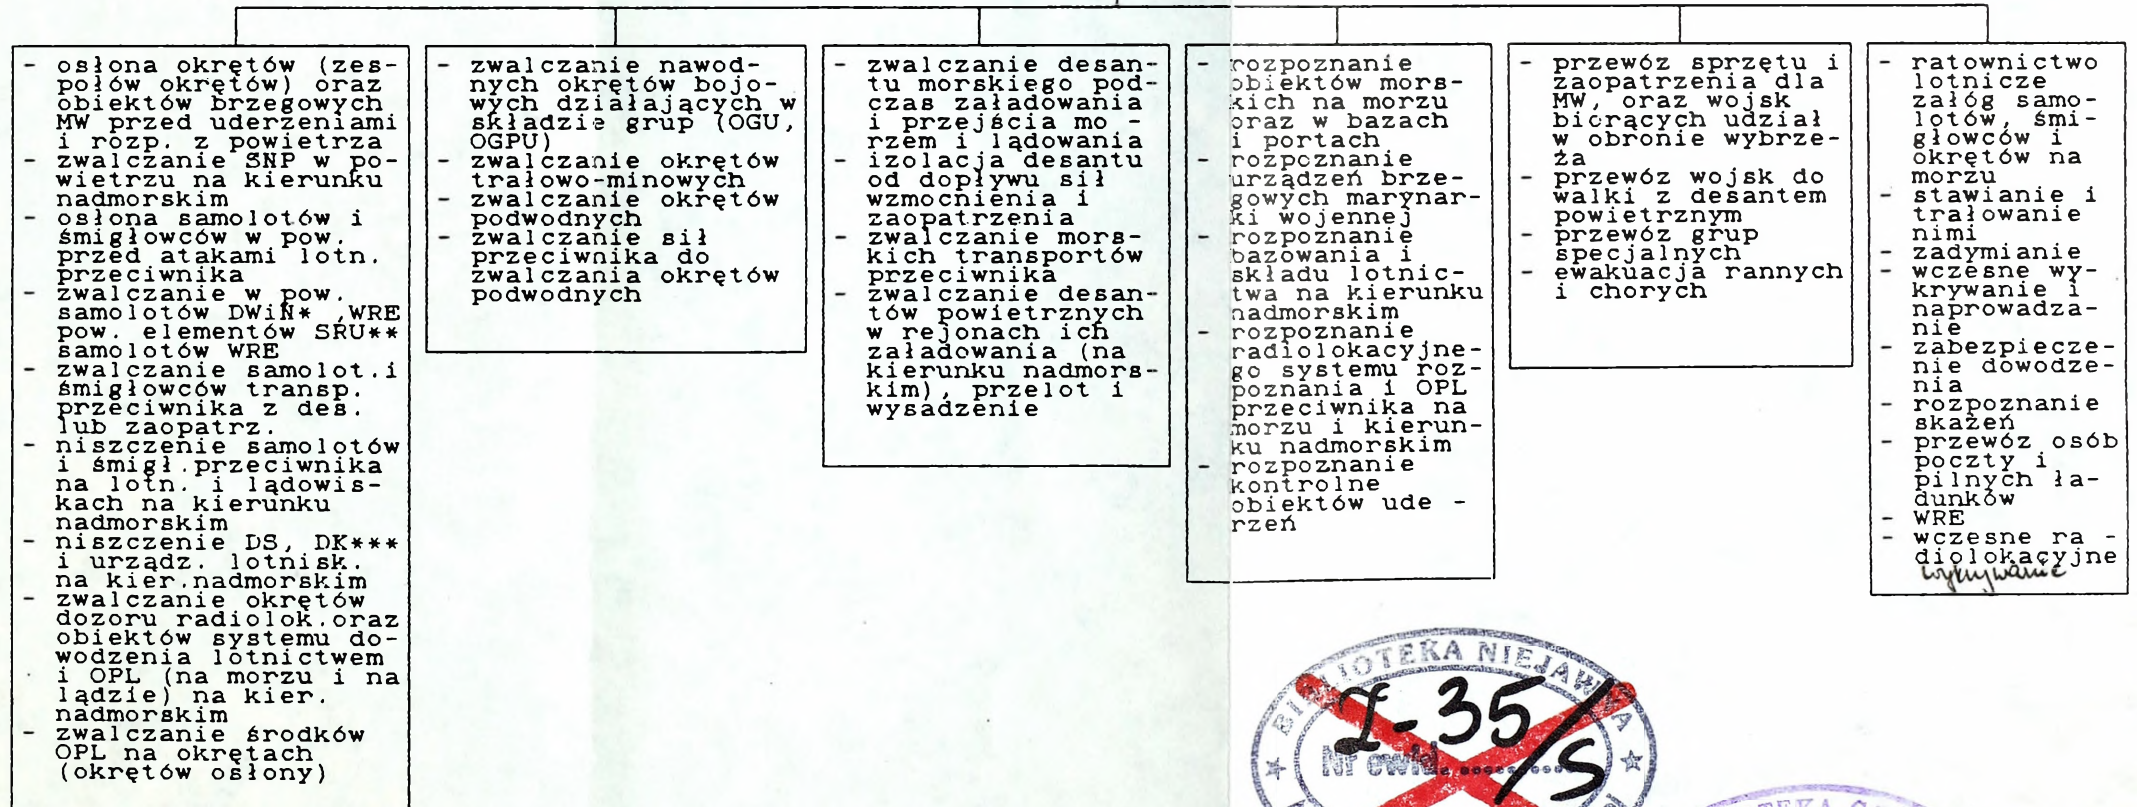 - osłona okrętów (zes-
połów okrętów) oraz
obiektów brzegowych
MW przed uderzeniami
i rozp. z powietrza
- zwalczanie SNP w po-
wietrzu na kierunku
nadmorskim
- osłona samolotów i
śmigłowców w pow.
przed atakami lotn.
przeciwnika
- zwalczanie w pow.
samolotów DWiN* ,WRE
pow. elementów SRU**
samolotów WRE
- zwalczanie samolot.i
śmigłowców transp.
przeciwnika z des.
lub zaopatrz.
- niszczenie samolotów
i śmigł.przeciwnika
na lotn. i lądowis-
kach na kierunku
nadmorskim
- niszczenie DS, DK***
i urządz. lotnisk.
na kier.nadmorskim
- zwalczanie okrętów
dozoru radiolok.oraz
obiektów systemu do-
wodzenia lotnictwem
i OPL (na morzu i na
lądzie) na kier.
nadmorskim
- zwalczanie środków
OPL na okrętach
(okrętów osłony)
- zwalczanie nawod-
nych okrętów bojo-
wych działających w
składzie grup (OGU,
OGPU)
- zwalczanie okrętów
trałowo-minowych
- zwalczanie okrętów
podwodnych
- zwalczanie sił
przeciwnika do
zwalczania okrętów
podwodnych
- zwalczanie desan-
tu morskiego pod-
czas załadowania
i przejścia mo -
rzem i lądowania
- izolacja desantu
od dopływu sił
wzmocnienia i
zaopatrzenia
- zwalczanie mors-
kich transportów
przeciwnika
- zwalczanie desan-
tów powietrznych
w rejonach ich
załadowania (na
kierunku nadmors-
kim), przelot i
wysadzenie
- rozpoznanie
obiektów mors-
kich na morzu
oraz w bazach
i portach
- rozpoznanie
urządzeń brze-
gowych marynar-
ki wojennej
- rozpoznanie
bazowania i
składu lotnic-
twa na kierunku
nadmorskim
- rozpoznanie
radiolokacyjne-
go systemu roz-
poznania i OPL
przeciwnika na
morzu i kierun-
ku nadmorskim
- rozpoznanie
kontrolne
obiektów ude -
rzeń
- przewóz sprzętu i
zaopatrzenia dla
MW, oraz wojsk
biorących udział
w obronie wybrze-
ża
- przewóz wojsk do
walki z desantem
powietrznym
- przewóz grup
specjalnych
- ewakuacja rannych
i chorych
- ratownictwo
lotnicze
załóg samo-
lotów, śmi-
głowców i
okrętów na
morzu
- stawianie i
trałowanie
nimi
- zadymianie
- wczesne wy-
krywanie i
naprowadza-
nie
- zabezpiecze-
nie dowodze-
nia
- rozpoznanie
skażeń
- przewóz osób
poczty i
pilnych ła-
dunków
- WRE
- wczesne ra -
diolokacyjne
wykrywanie
BIBLIOTEKA NIEJAWNA
I-35/S
Nr ewid. ............